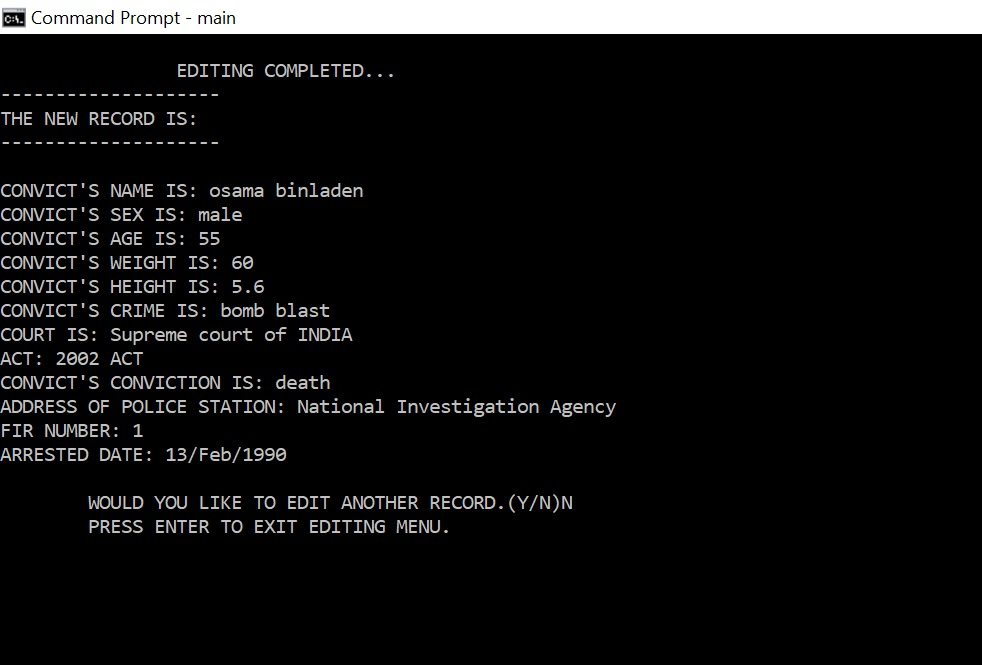 Command Prompt - main
EDITING COMPLETED...
--------------------
THE NEW RECORD IS:
--------------------
CONVICT'S NAME IS: osama binladen
CONVICT'S SEX IS: male
CONVICT'S AGE IS: 55
CONVICT'S WEIGHT IS: 60
CONVICT'S HEIGHT IS: 5.6
CONVICT'S CRIME IS: bomb blast
COURT IS: Supreme court of INDIA
ACT: 2002 ACT
CONVICT'S CONVICTION IS: death
ADDRESS OF POLICE STATION: National Investigation Agency
FIR NUMBER: 1
ARRESTED DATE: 13/Feb/1990
WOULD YOU LIKE TO EDIT ANOTHER RECORD.(Y/N)N
PRESS ENTER TO EXIT EDITING MENU.